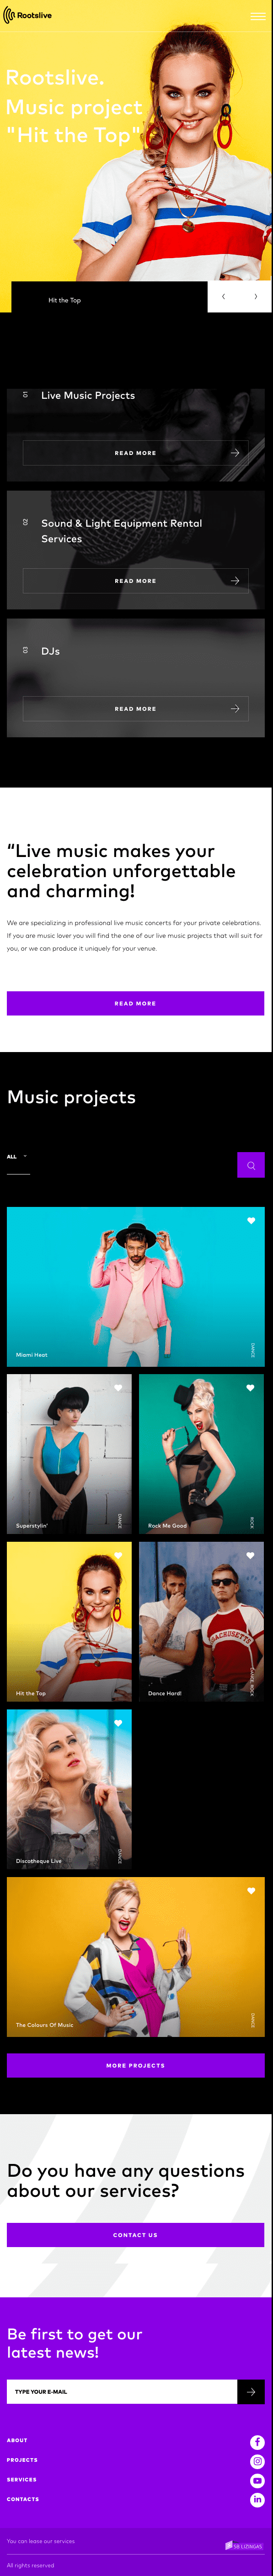 Rootslive
Rootslive.
Music project
"Hit the Top"
Hit the Top
01
Live Music Projects
READ MORE
02
Sound & Light Equipment Rental
Services
READ MORE
03
DJs
READ MORE
“Live music makes your
celebration unforgettable
and charming!
We are specializing in professional live music concerts for your private celebrations.
If you are music lover you will find the one of our live music projects that will suit for
you, or we can produce it uniquely for your venue.
READ MORE
Music projects
ALL
Miami Heat
DANCE
Superstylin'
DANCE
Rock Me Good
ROCK
Hit the Top
Dance Hard!
DANCE, ROCK
Discotheque Live
DANCE
The Colours Of Music
DANCE
MORE PROJECTS
Do you have any questions
about our services?
CONTACT US
Be first to get our
latest news!
TYPE YOUR E-MAIL
ABOUT
PROJECTS
SERVICES
CONTACTS
You can lease our services
SB LIZINGAS
All rights reserved